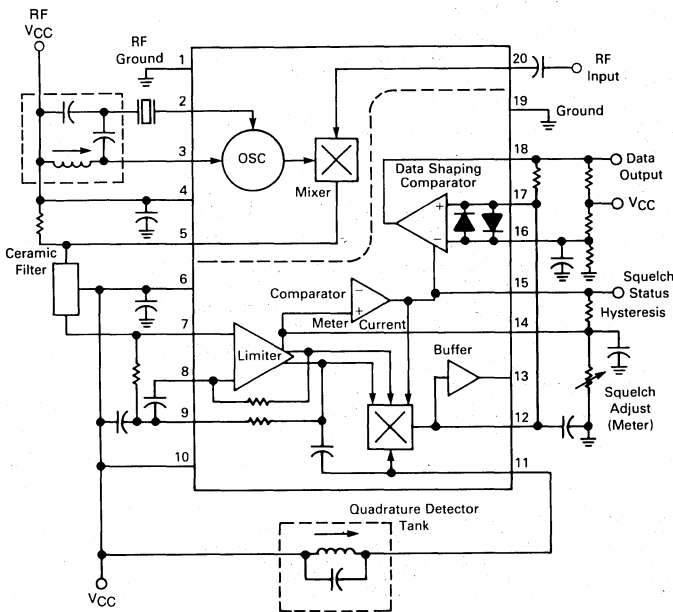 RF
VCC
RF
Ground
1
20
RF
Input
2
19
Ground
3
OSC
18
Data
Output
Mixer
Data Shaping
Comparator
17
+
VCC
4
16
−
5
Ceramic
Filter
6
15
Squelch
Status
Comparator
−
+
Hysteresis
Meter
Current
14
7
Limiter
Buffer
8
13
Squelch
Adjust
(Meter)
9
12
10
11
Quadrature Detector
Tank
VCC